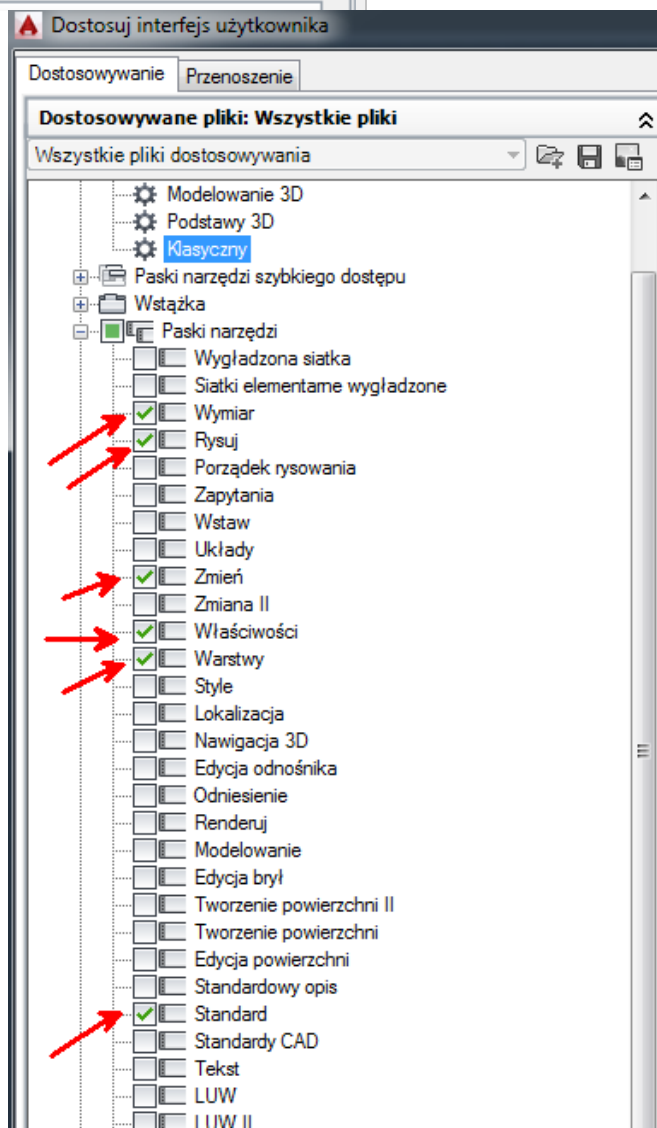 Dostosuj interfejs użytkownika
Dostosowywanie Przenoszenie
Dostosowywane pliki: Wszystkie pliki
Wszystkie pliki dostosowywania
Modelowanie 3D
Podstawy 3D
Klasyczny
Paski narzędzi szybkiego dostępu
Wstążka
Paski narzędzi
Wygładzona siatka
Siatki elementarne wygładzone
Wymiar
Rysuj
Porządek rysowania
Zapytania
Wstaw
Układy
Zmień
Zmiana II
Właściwości
Warstwy
Style
Lokalizacja
Nawigacja 3D
Edycja odnośnika
Odniesienie
Renderuj
Modelowanie
Edycja brył
Tworzenie powierzchni II
Tworzenie powierzchni
Edycja powierzchni
Standardowy opis
Standard
Standardy CAD
Tekst
LUW
LUW II